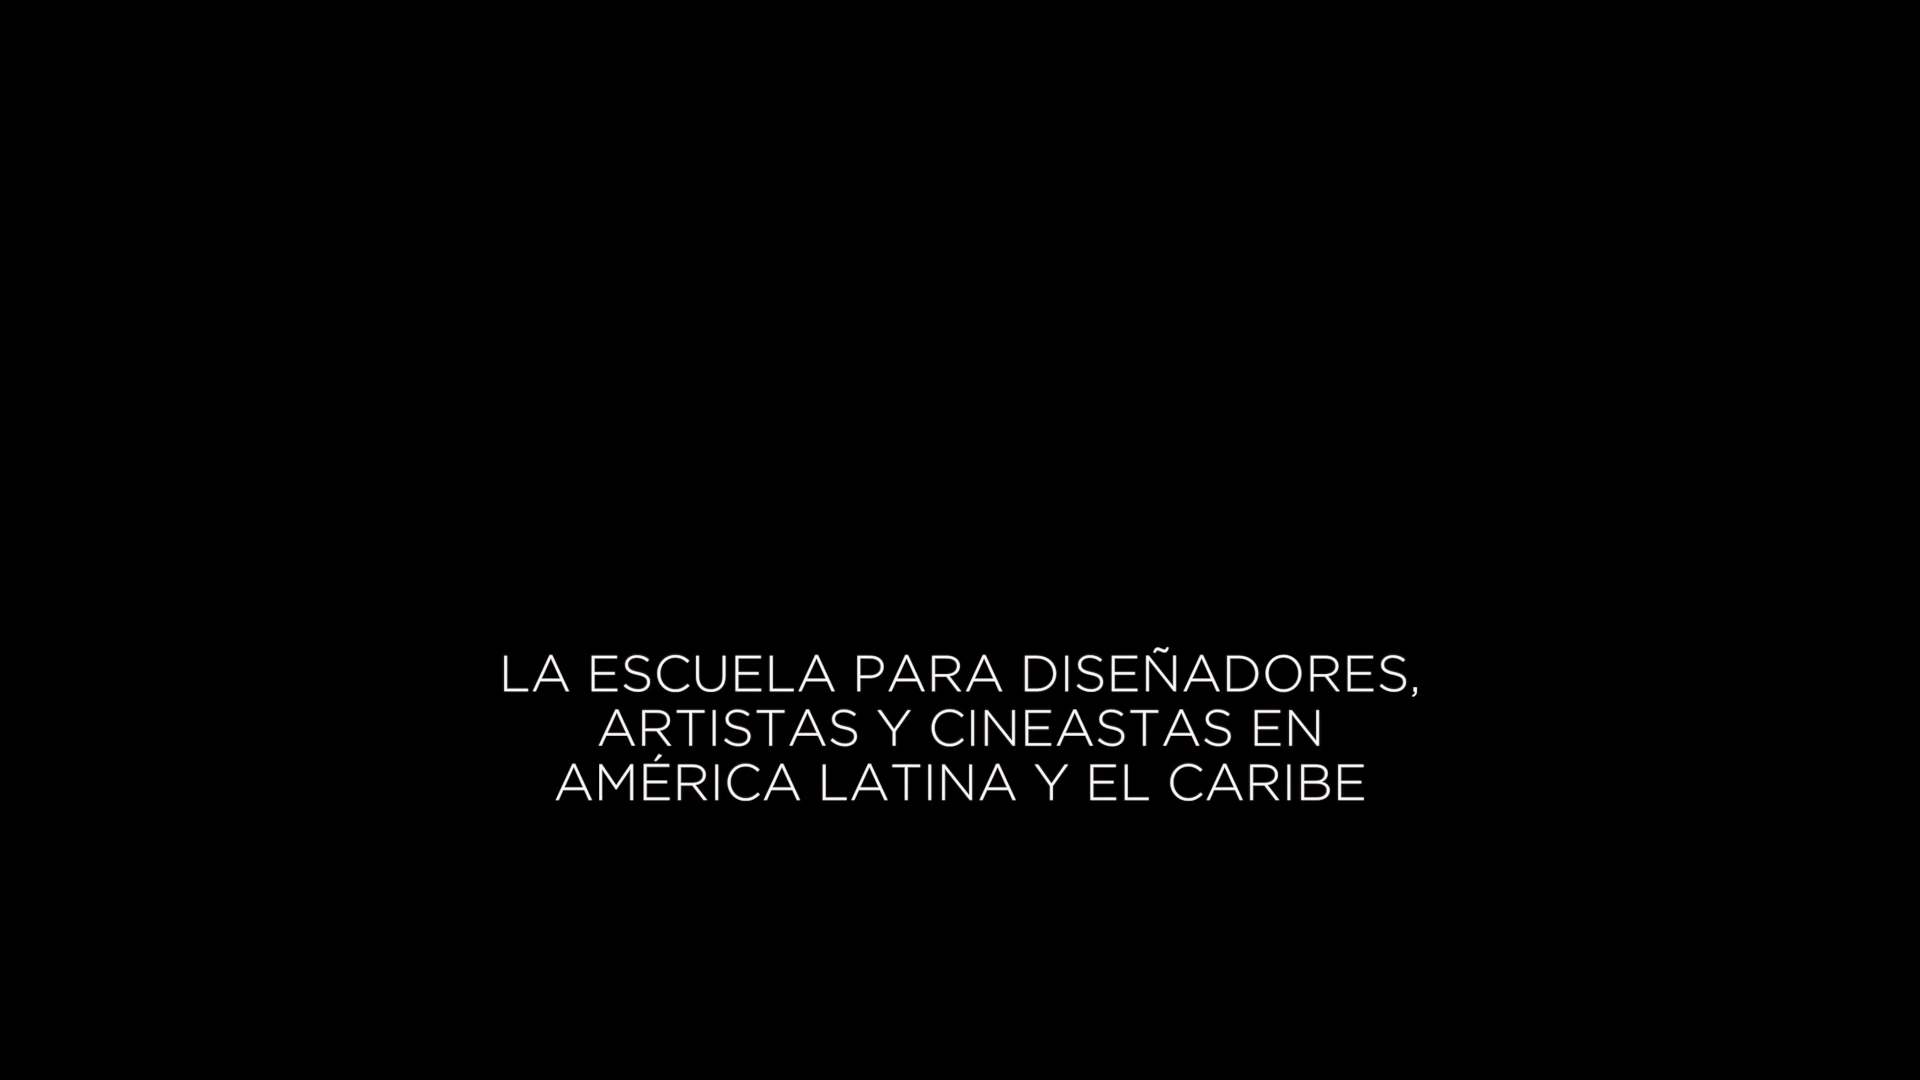 LA ESCUELA PARA DISEÑADORES,
ARTISTAS Y CINEASTAS EN
AMÉRICA LATINA Y EL CARIBE